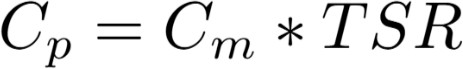 C_p = C_m * TSR